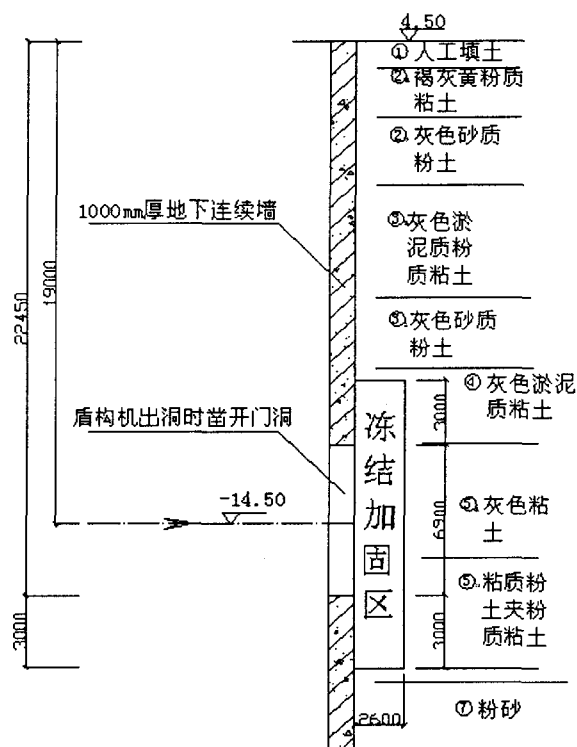 4.50
①人工填土
②褐灰黄粉质
粘土
②灰色砂质
粉土
1000mm厚地下连续墙
③灰色淤
泥质粉
质粘土
19000
22450
③灰色砂质
粉土
④灰色淤泥
质粘土
3000
盾构机出洞时凿开门洞
冻结加固区
-14.50
⑤灰色粘
土
6900
⑤粘质粉
土夹粉
质粘土
3000
3000
2600
⑦粉砂